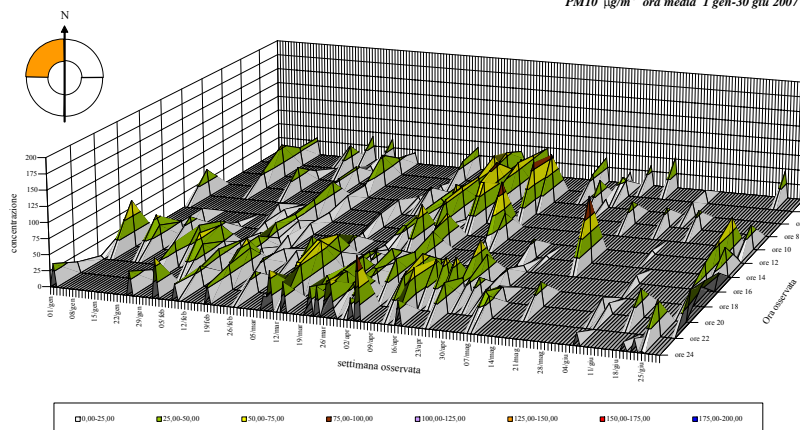 PM10 µg/m ora media 1 gen-30 giu 2007
N
concentrazione
200
175
150
125
100
75
50
25
0
01/gen
08/gen
15/gen
22/gen
29/gen
05/feb
12/feb
19/feb
26/feb
05/mar
12/mar
19/mar
26/mar
02/apr
09/apr
16/apr
23/apr
30/apr
07/mag
14/mag
21/mag
28/mag
04/giu
11/giu
18/giu
25/giu
settimana osservata
ore 8
ore 10
ore 12
ore 14
ore 16
ore 18
ore 20
ore 22
ore 24
Ora osservata
0,00-25,00 25,00-50,00 50,00-75,00 75,00-100,00 100,00-125,00 125,00-150,00 150,00-175,00 175,00-200,00